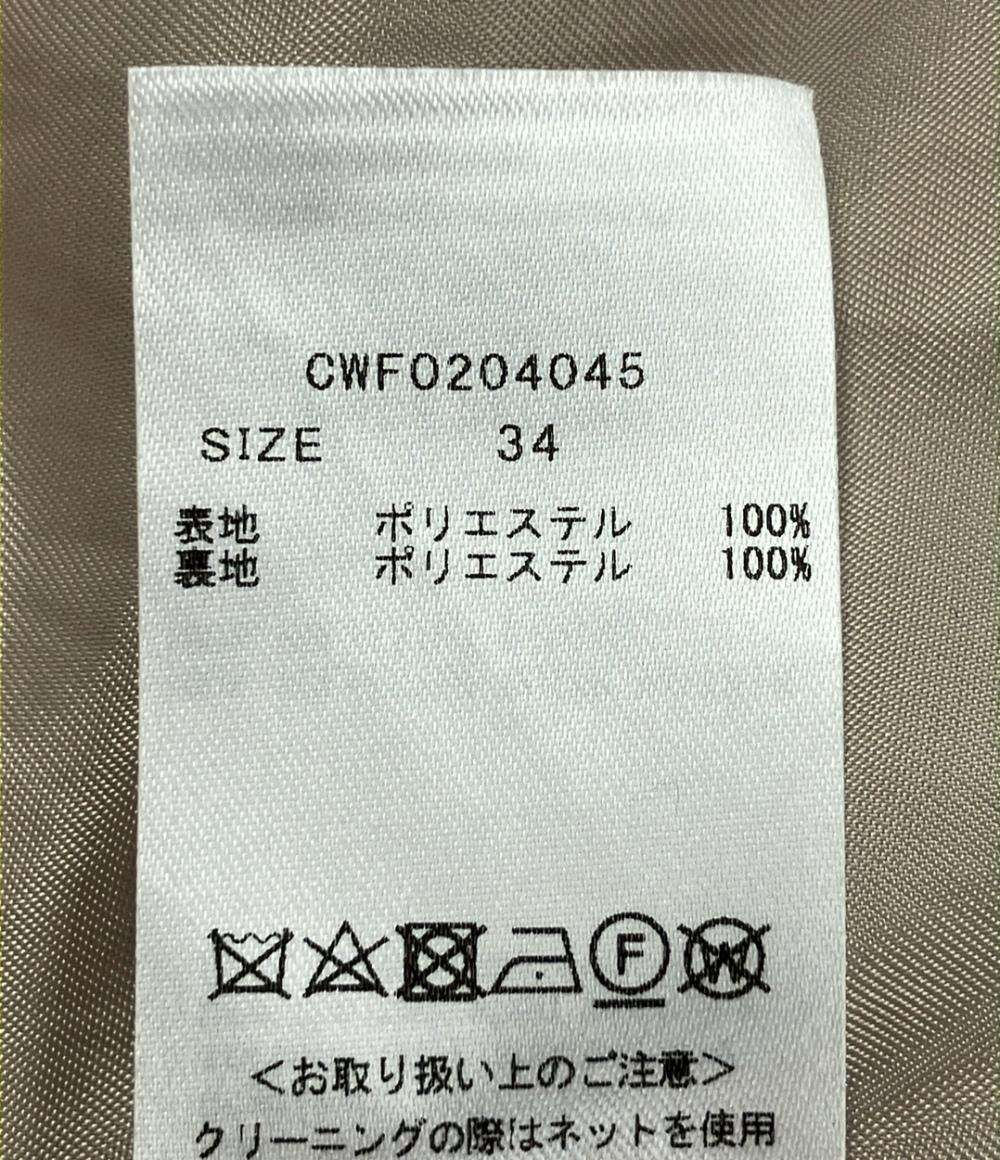 CWF0204045
SIZE 34
表地 ポリエステル 100%
裏地 ポリエステル 100%
F W
<お取り扱い上のご注意>
クリーニングの際はネットを使用